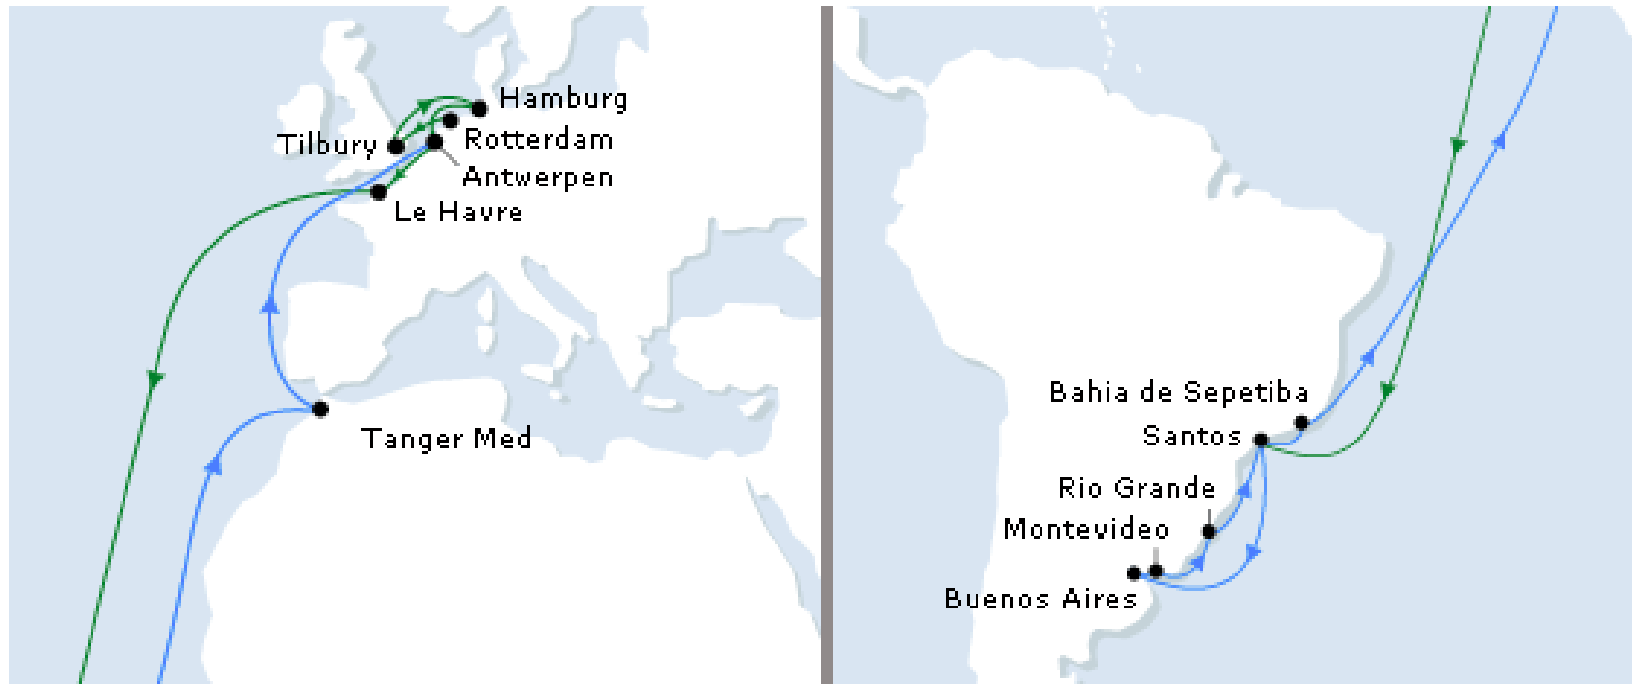 Hamburg
Tilbury
Rotterdam
Antwerpen
Le Havre
Tanger Med
Bahia de Sepetiba
Santos
Rio Grande
Montevideo
Buenos Aires